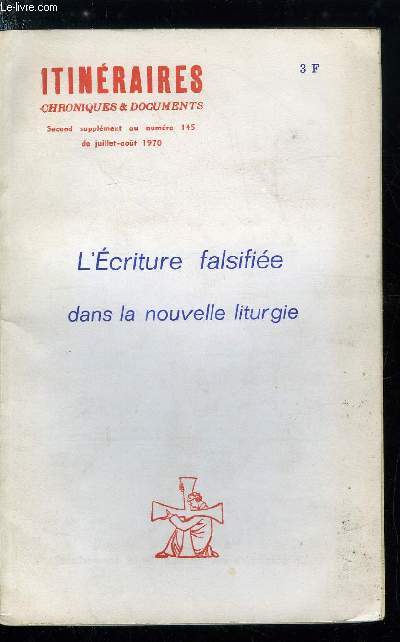 Le-livre.com
ITINÉRAIRES
CHRONIQUES & DOCUMENTS
3 F
Second supplément au numéro 145
de juillet-août 1970
L'Écriture falsifiée
dans la nouvelle liturgie